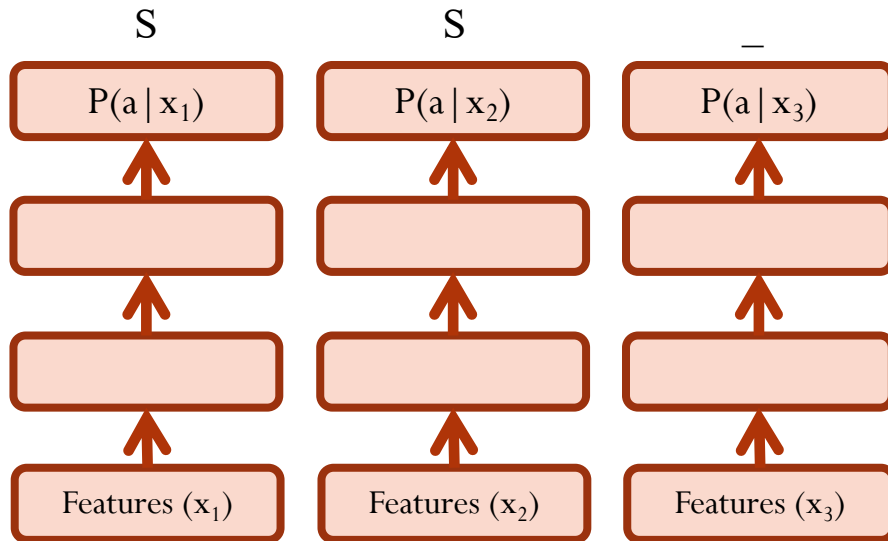 S S _
P(a|x₁) P(a|x₂) P(a|x₃)
Features (x₁) Features (x₂) Features (x₃)